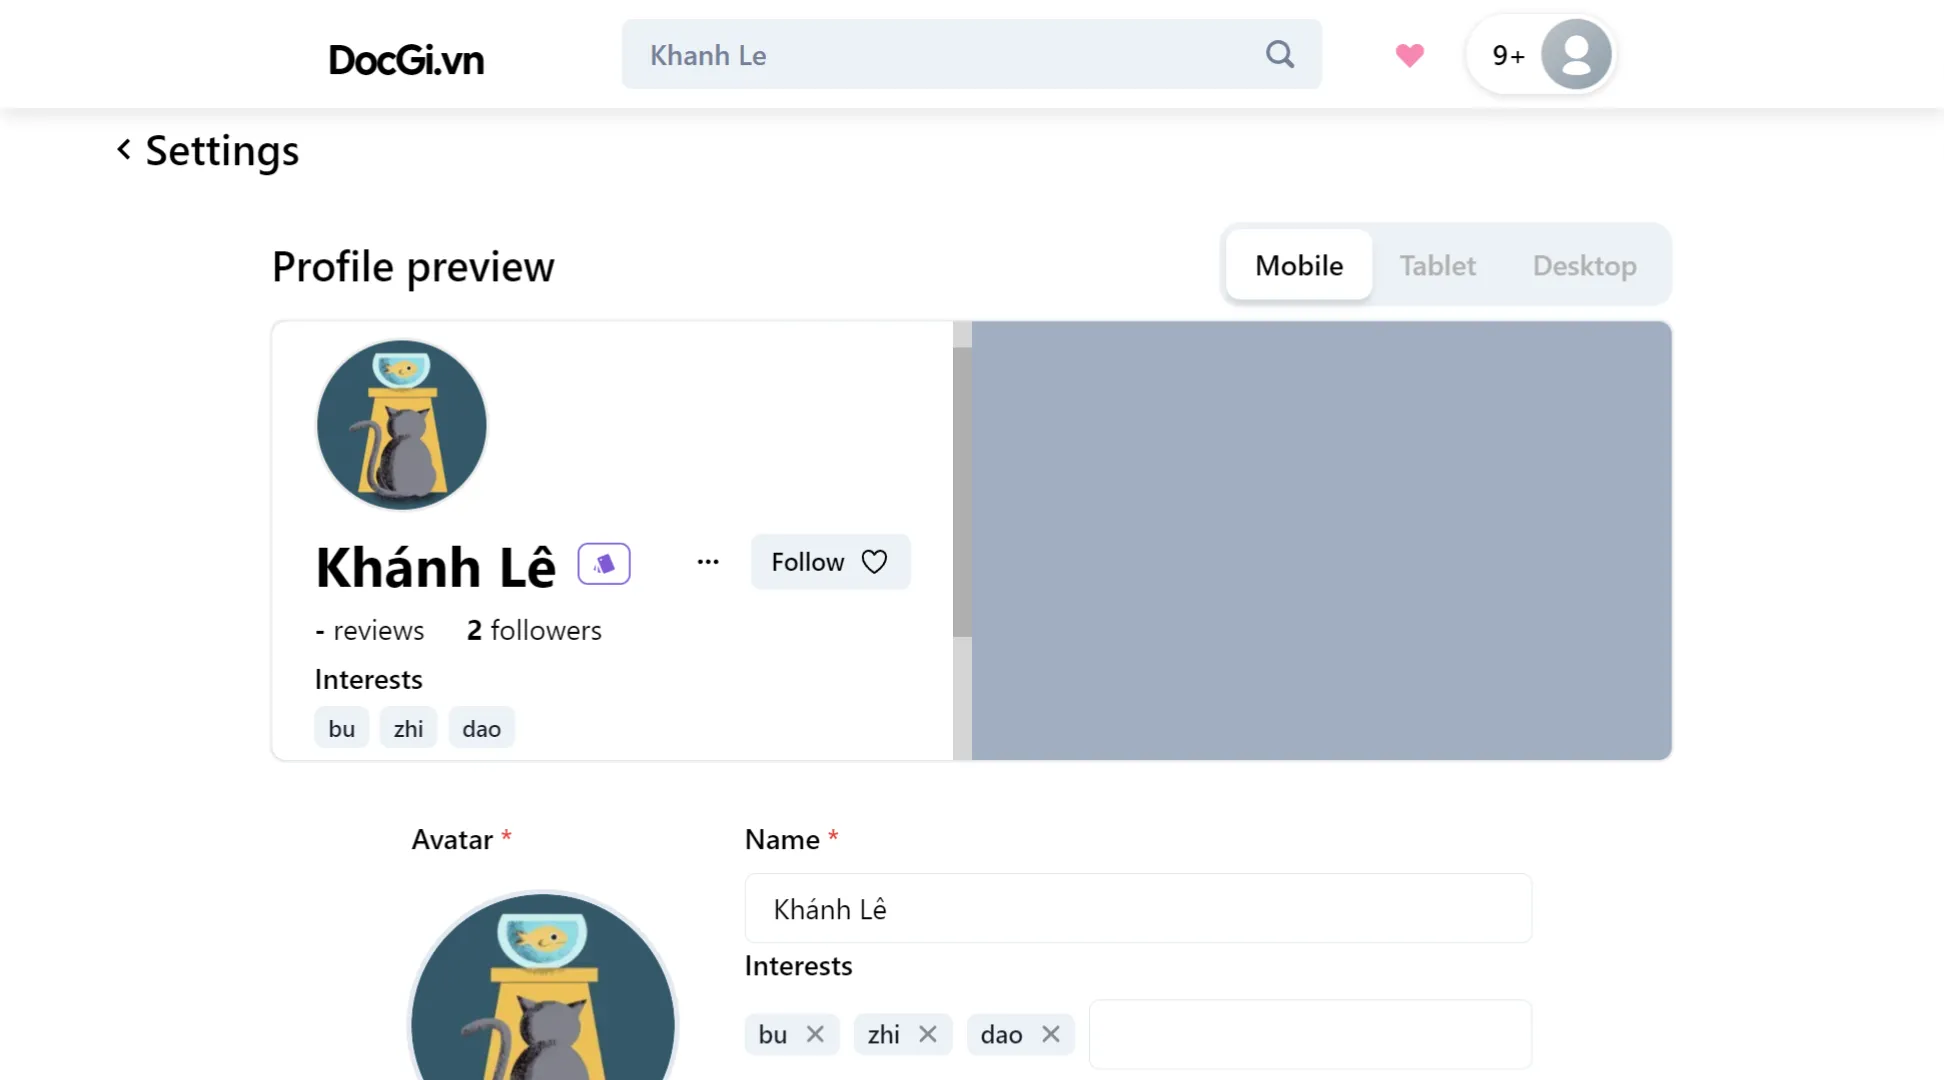 DocGi.vn
Khanh Le
9+
Settings
Profile preview
Mobile Tablet Desktop
Khánh Lê
... Follow
- reviews 2 followers
Interests
bu zhi dao
Avatar *
Name *
Khánh Lê
Interests
bu zhi dao